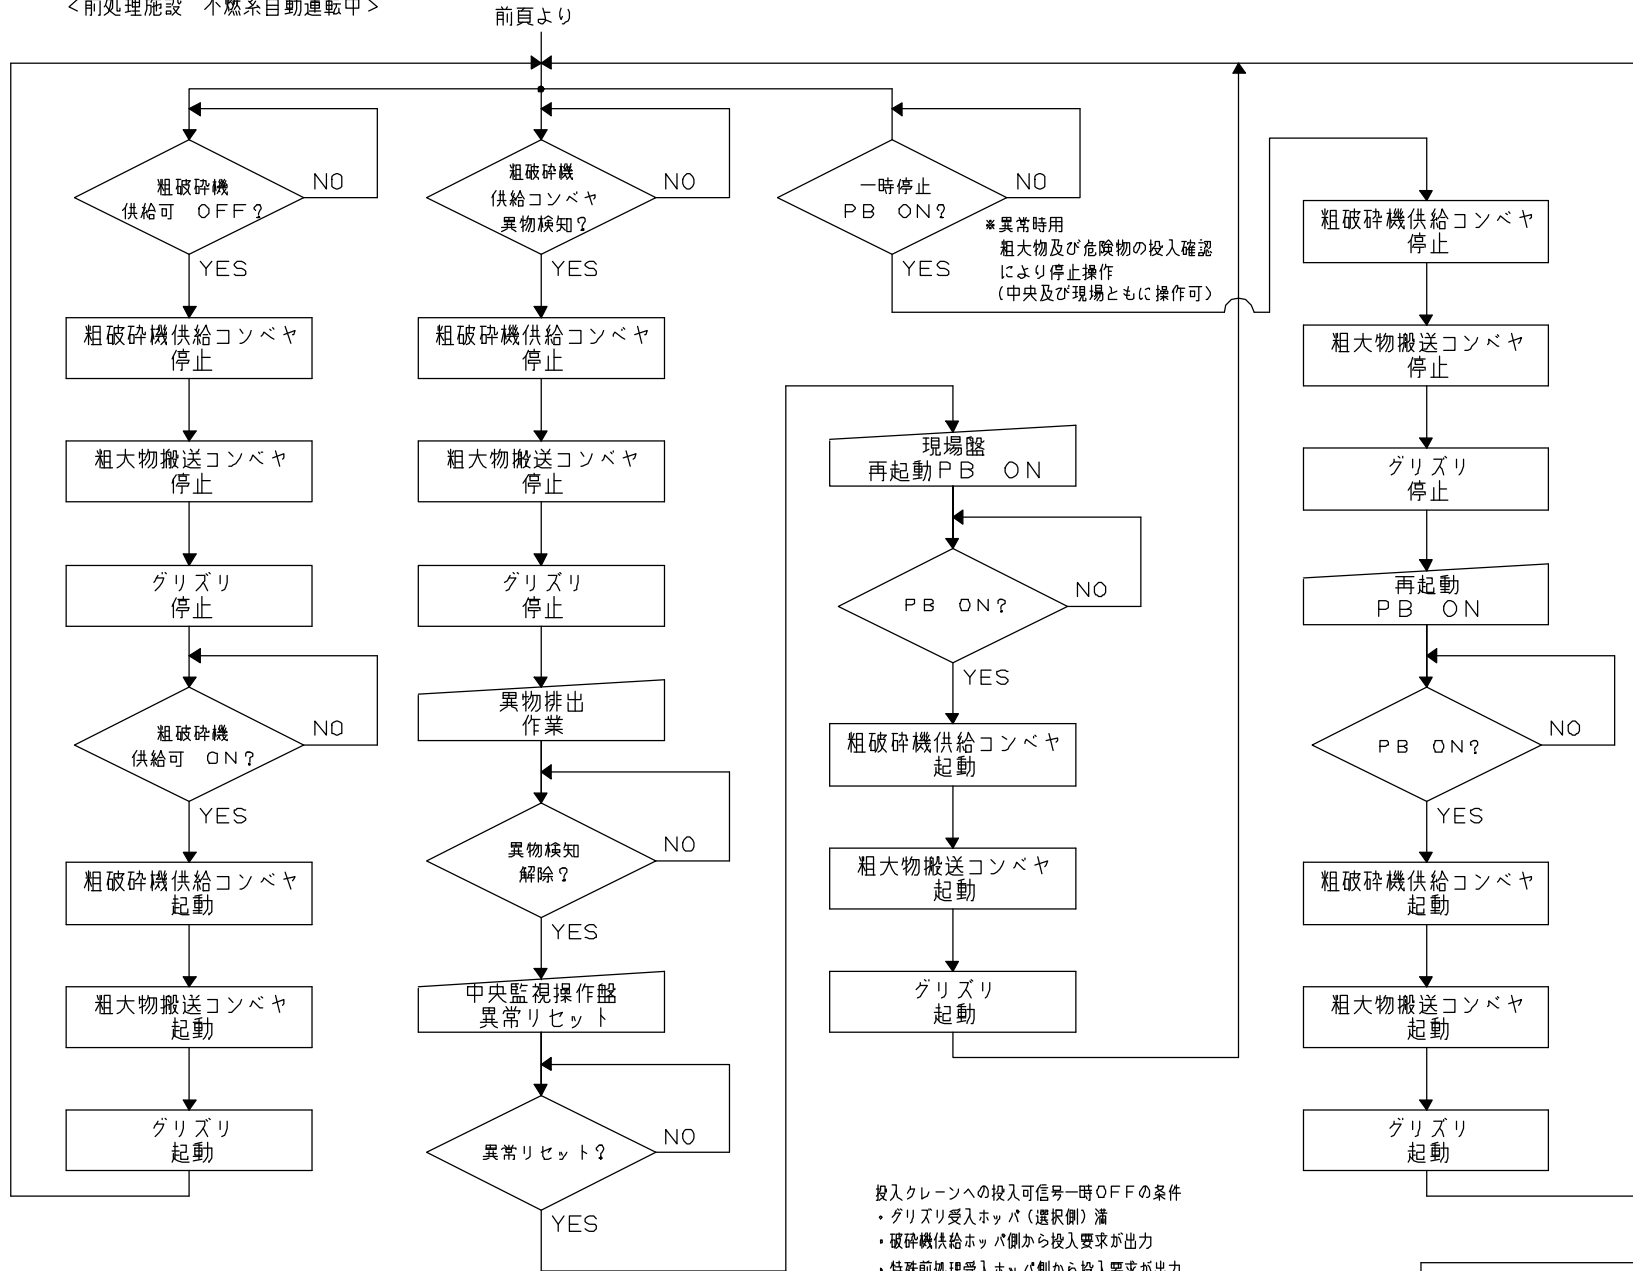 <前処理施設　不燃系自動運転中>
前頁より
粗破砕機
供給可　OFF?
NO
YES
粗破砕機供給コンベヤ
停止
粗大物搬送コンベヤ
停止
グリズリ
停止
粗破砕機
供給可　ON?
NO
YES
粗破砕機供給コンベヤ
起動
粗大物搬送コンベヤ
起動
グリズリ
起動
粗破砕機
供給コンベヤ
異物検知?
NO
YES
粗破砕機供給コンベヤ
停止
粗大物搬送コンベヤ
停止
グリズリ
停止
異物排出
作業
異物検知
解除?
NO
YES
中央監視操作盤
異常リセット
異常リセット?
NO
YES
現場盤
再起動PB　ON
PB　ON?
NO
YES
粗破砕機供給コンベヤ
起動
粗大物搬送コンベヤ
起動
グリズリ
起動
一時停止
PB　ON?
NO
YES
※異常時用
粗大物及び危険物の投入確認
により停止操作
(中央及び現場ともに操作可)
粗破砕機供給コンベヤ
停止
粗大物搬送コンベヤ
停止
グリズリ
停止
再起動
PB　ON
PB　ON?
NO
YES
粗破砕機供給コンベヤ
起動
粗大物搬送コンベヤ
起動
グリズリ
起動
投入クレーンへの投入可信号一時OFFの条件
・グリズリ受入ホッパ(選択側)満
・破砕機供給ホッパ側から投入要求が出力
・特殊前処理受入ホッパ側から投入要求が出力